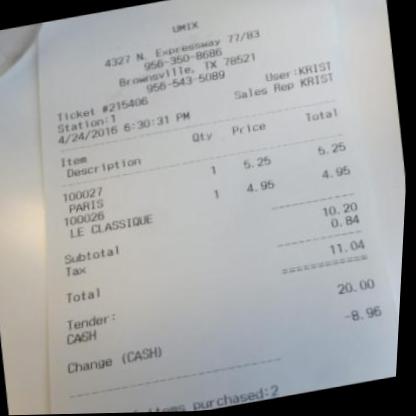 UMIX
4327 N. Expressway 77/83
956-350-8686
Brownsville, TX 78521
956-543-5089
Ticket #215406 User:KRIST
Station:1 Sales Rep KRIST
4/24/2016 6:30:31 PM
Item Qty Price Total
Description
100027 1 5.25 5.25
PARIS
100026 1 4.95 4.95
LE CLASSIQUE
Subtotal 10.20
Tax 0.84
Total 11.04
Tender:
CASH 20.00
Change (CASH) -8.96
items purchased:2